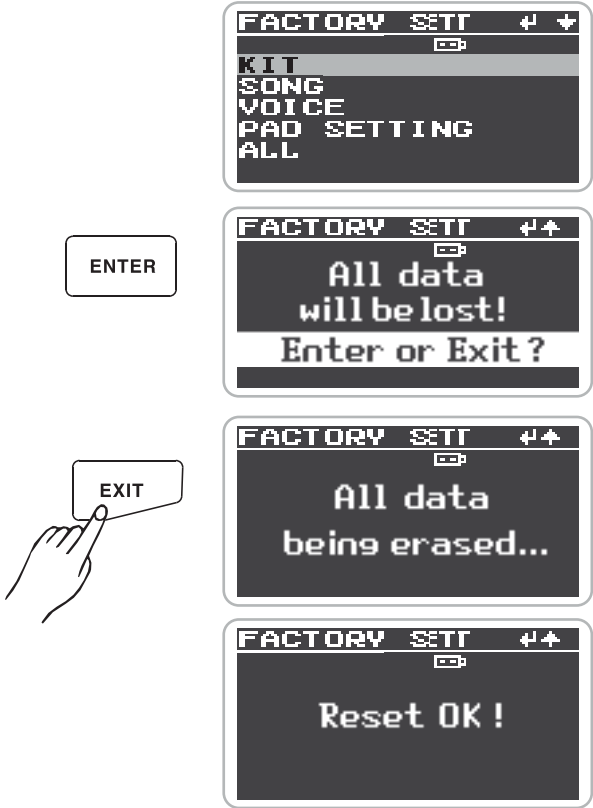 FACTORY SETT
KIT
SONG
VOICE
PAD SETTING
ALL
ENTER
FACTORY SETT
All data
will be lost!
Enter or Exit?
EXIT
FACTORY SETT
All data
being erased...
FACTORY SETT
Reset OK!